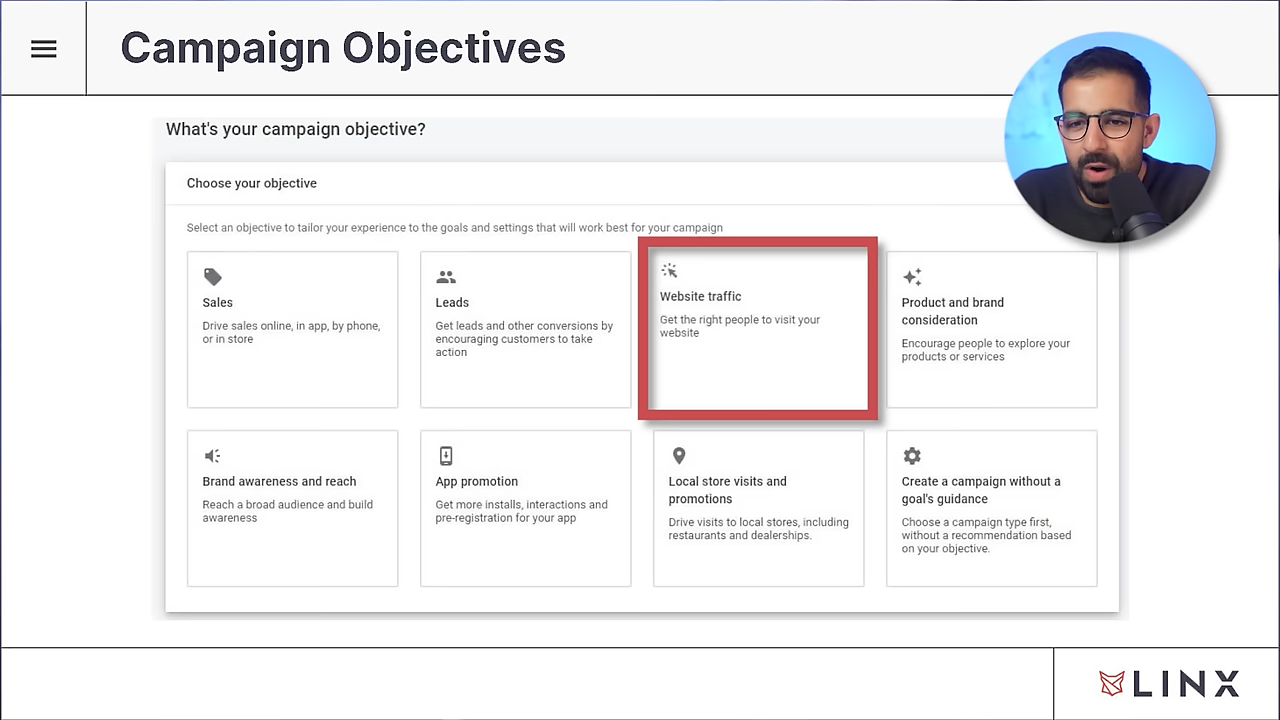 Campaign Objectives
What's your campaign objective?
Choose your objective
Select an objective to tailor your experience to the goals and settings that will work best for your campaign
Sales
Drive sales online, in app, by phone,
or in store
Leads
Get leads and other conversions by
encouraging customers to take
action
Website traffic
Get the right people to visit your
website
Product and brand
consideration
Encourage people to explore your
products or services
Brand awareness and reach
Reach a broad audience and build
awareness
App promotion
Get more installs, interactions and
pre-registration for your app
Local store visits and
promotions
Drive visits to local stores, including
restaurants and dealerships.
Create a campaign without a
goal's guidance
Choose a campaign type first,
without a recommendation based
on your objective.
LINX